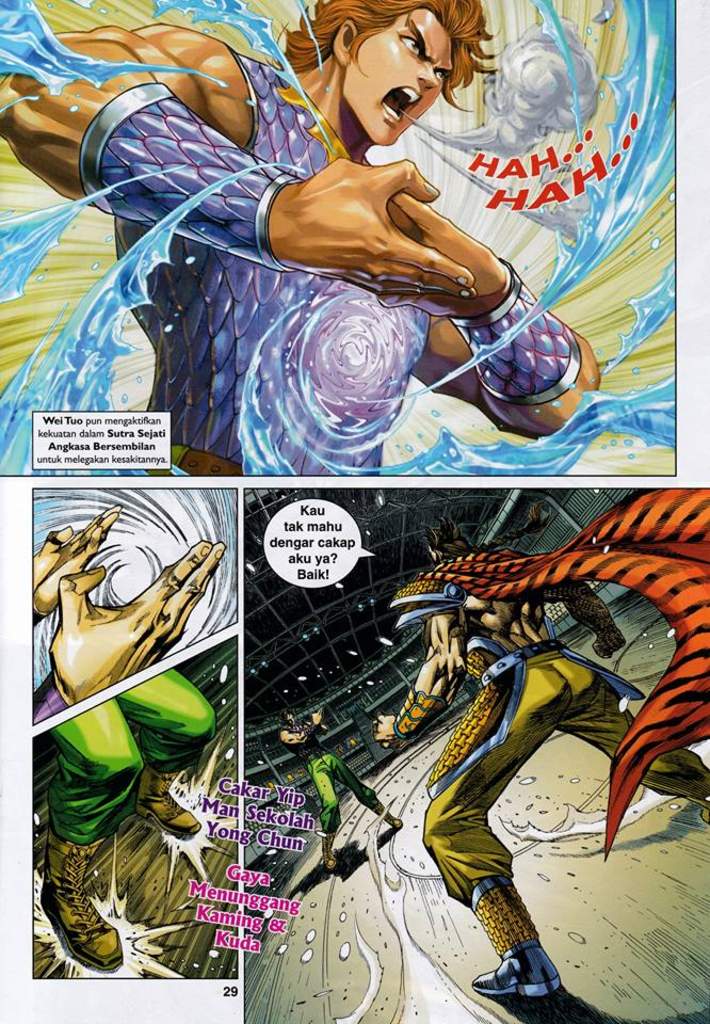 HAH...
HAH...
Wei Tuo pun mengaktifkan
kekuatan dalam Sutra Sejati
Angkasa Bersembilan
untuk melegakan kesakitannya.
Kau
tak mahu
dengar cakap
aku ya?
Baik!
Cakar Yip
Man Sekolah
Yong Chun
Gaya
Menunggang
Kaming &
Kuda
29